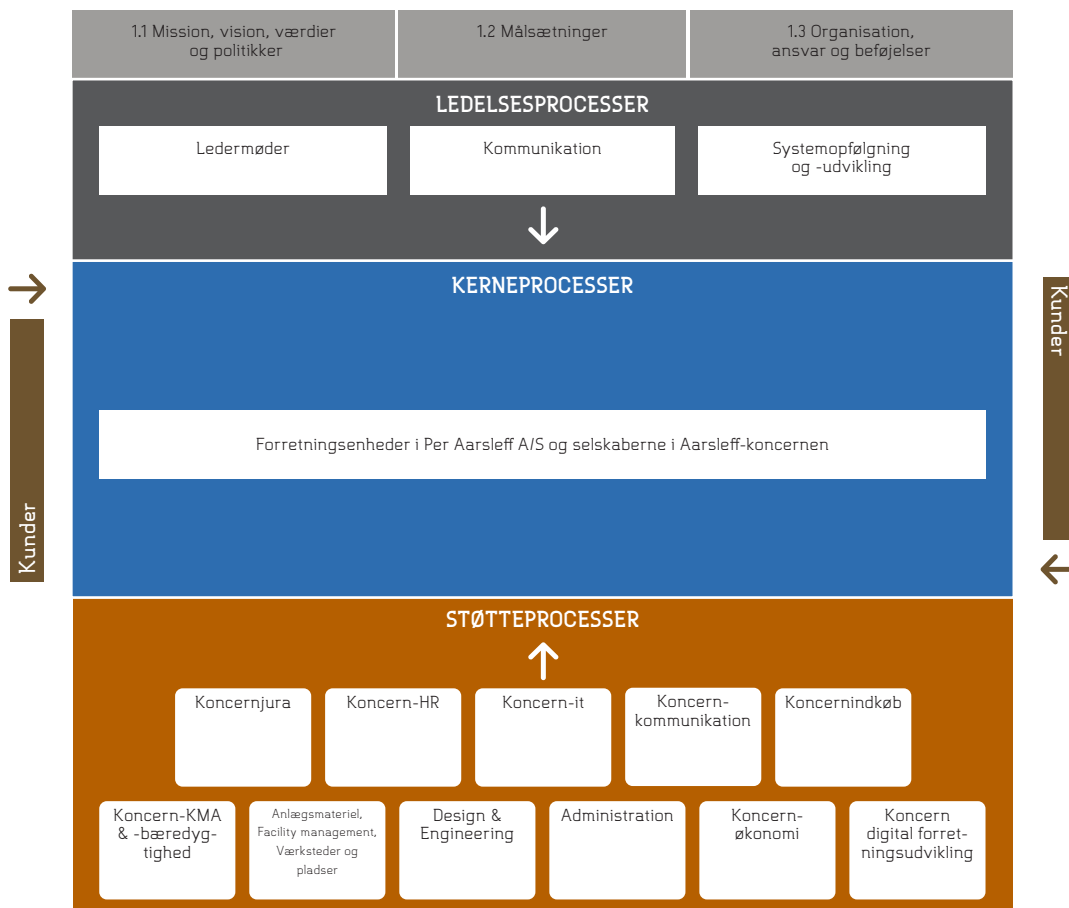 1.1 Mission, vision, værdier
og politikker
1.2 Målsætninger
1.3 Organisation,
ansvar og beføjelser
LEDELSESPROCESSER
Ledermøder
Kommunikation
Systemopfølgning
og -udvikling
KERNEPROCESSER
Kunder
Kunder
Forretningsenheder i Per Aarsleff A/S og selskaberne i Aarsleff-koncernen
STØTTEPROCESSER
Koncernjura
Koncern-HR
Koncern-it
Koncern-
kommunikation
Koncernindkøb
Koncern-KMA
& -bæredyg-
tighed
Anlægsmateriel,
Facility management,
Værksteder og
pladser
Design &
Engineering
Administration
Koncern-
økonomi
Koncern
digital forret-
ningsudvikling